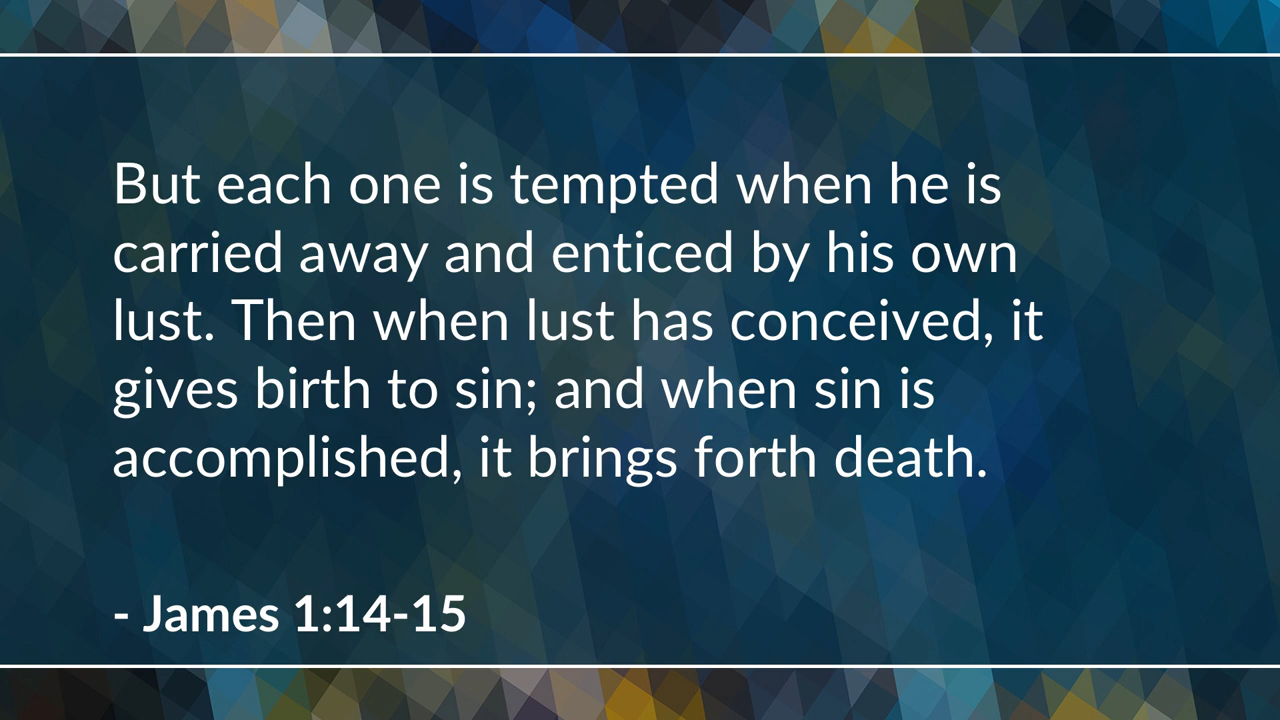 But each one is tempted when he is
carried away and enticed by his own
lust. Then when lust has conceived, it
gives birth to sin; and when sin is
accomplished, it brings forth death.
- James 1:14-15